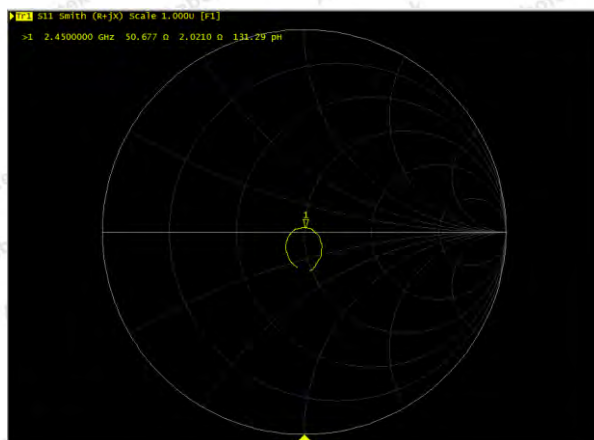 Tr1 S11 Smith (R+jX) Scale 1.000U [F1]
>1 2.4500000 GHz 50.677 Ω 2.0210 Ω 131.29 pH
1